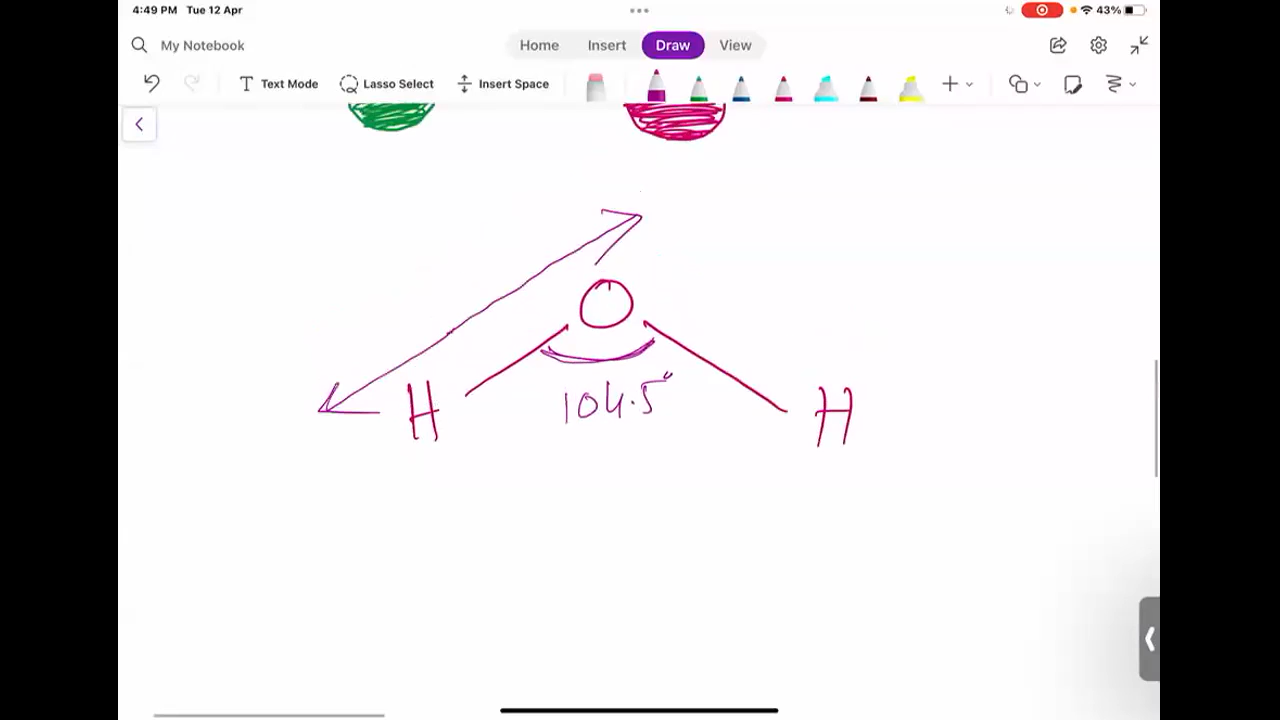 4:49 PM Tue 12 Apr
43%
My Notebook
Home Insert Draw View
Text Mode Lasso Select Insert Space
O
H 104.5° H